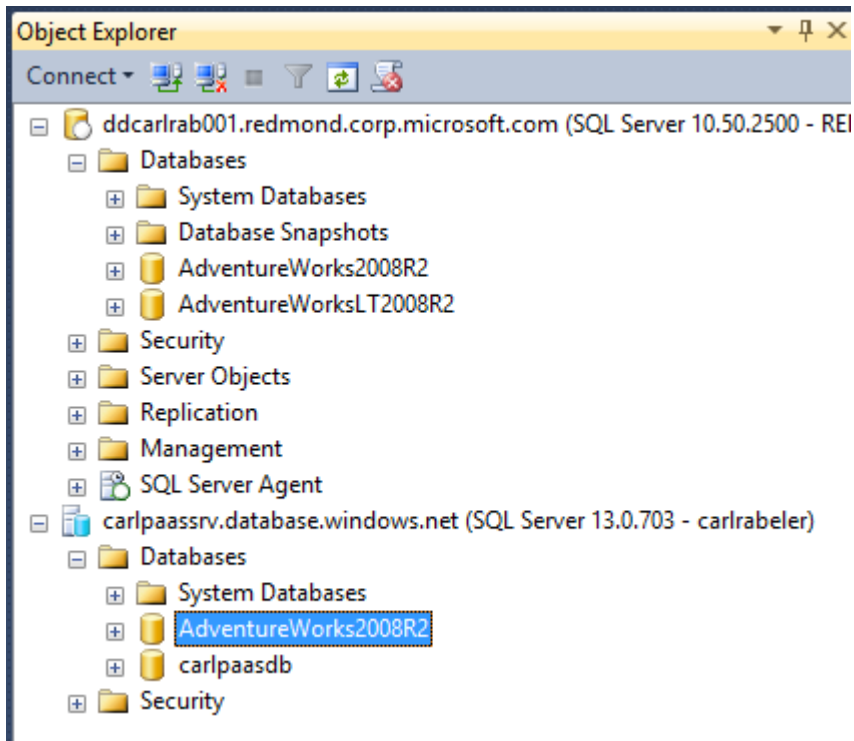 Object Explorer
Connect
ddcarlrab001.redmond.corp.microsoft.com (SQL Server 10.50.2500 - RE
Databases
System Databases
Database Snapshots
AdventureWorks2008R2
AdventureWorksLT2008R2
Security
Server Objects
Replication
Management
SQL Server Agent
carlpaassrv.database.windows.net (SQL Server 13.0.703 - carlrabeler)
Databases
System Databases
AdventureWorks2008R2
carlpaasdb
Security